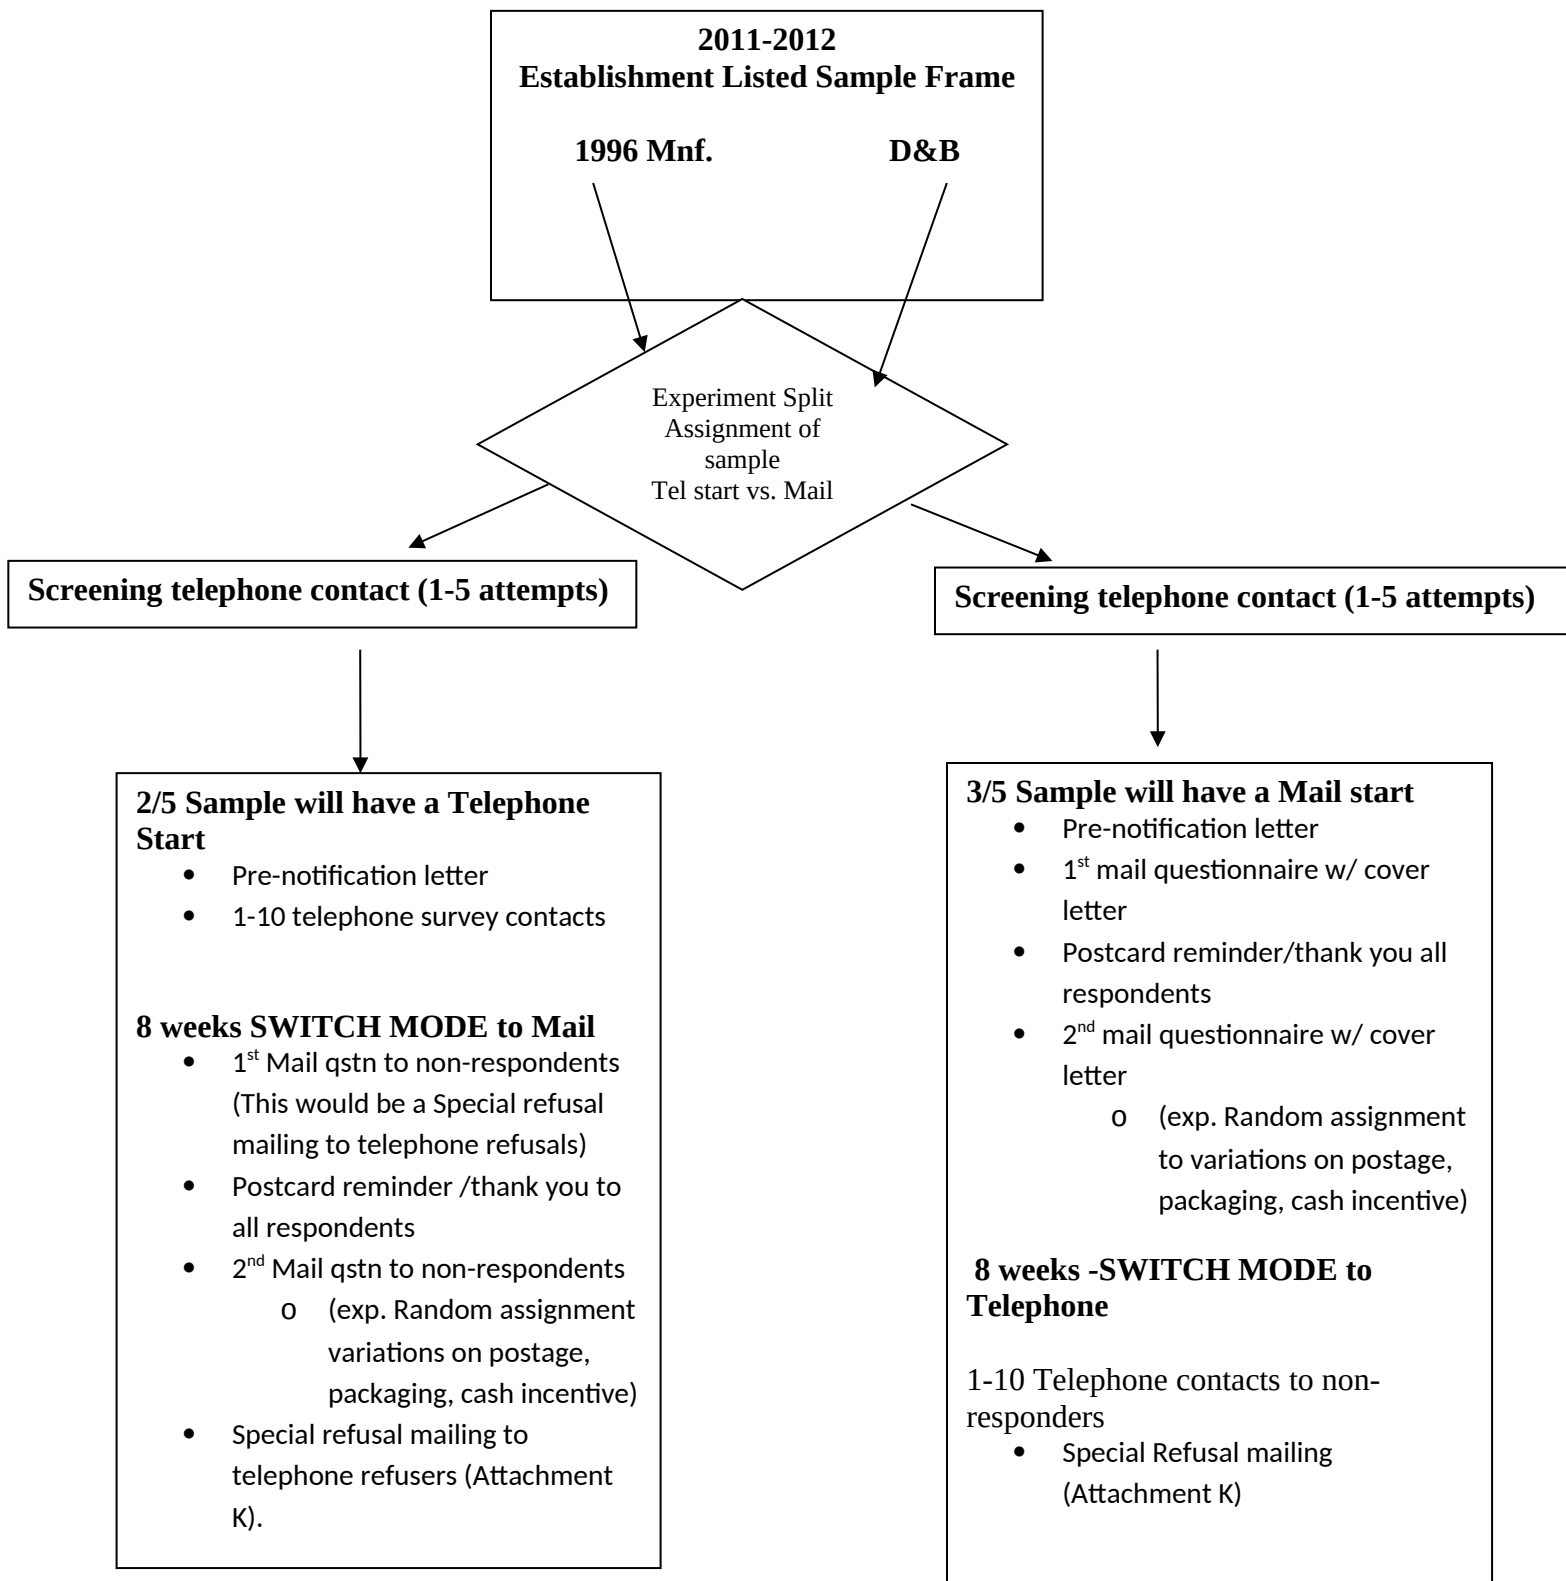 2011-2012
Establishment Listed Sample Frame
1996 Mnf. D&B
Experiment Split
Assignment of
sample
Tel start vs. Mail
Screening telephone contact (1-5 attempts)
Screening telephone contact (1-5 attempts)
2/5 Sample will have a Telephone
Start
• Pre-notification letter
• 1-10 telephone survey contacts
8 weeks SWITCH MODE to Mail
• 1st Mail qstn to non-respondents
(This would be a Special refusal
mailing to telephone refusals)
• Postcard reminder /thank you to
all respondents
• 2nd Mail qstn to non-respondents
o (exp. Random assignment
variations on postage,
packaging, cash incentive)
• Special refusal mailing to
telephone refusers (Attachment
K).
3/5 Sample will have a Mail start
• Pre-notification letter
• 1st mail questionnaire w/ cover
letter
• Postcard reminder/thank you all
respondents
• 2nd mail questionnaire w/ cover
letter
o (exp. Random assignment
to variations on postage,
packaging, cash incentive)
8 weeks -SWITCH MODE to
Telephone
1-10 Telephone contacts to non-
responders
• Special Refusal mailing
(Attachment K)